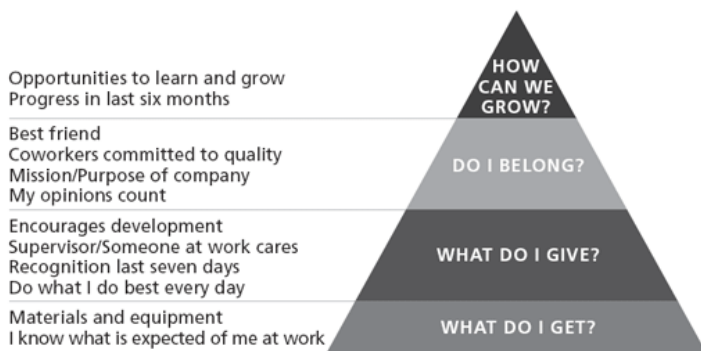 Opportunities to learn and grow
Progress in last six months
HOW
CAN WE
GROW?
Best friend
Coworkers committed to quality
Mission/Purpose of company
My opinions count
DO I BELONG?
Encourages development
Supervisor/Someone at work cares
Recognition last seven days
Do what I do best every day
WHAT DO I GIVE?
Materials and equipment
I know what is expected of me at work
WHAT DO I GET?